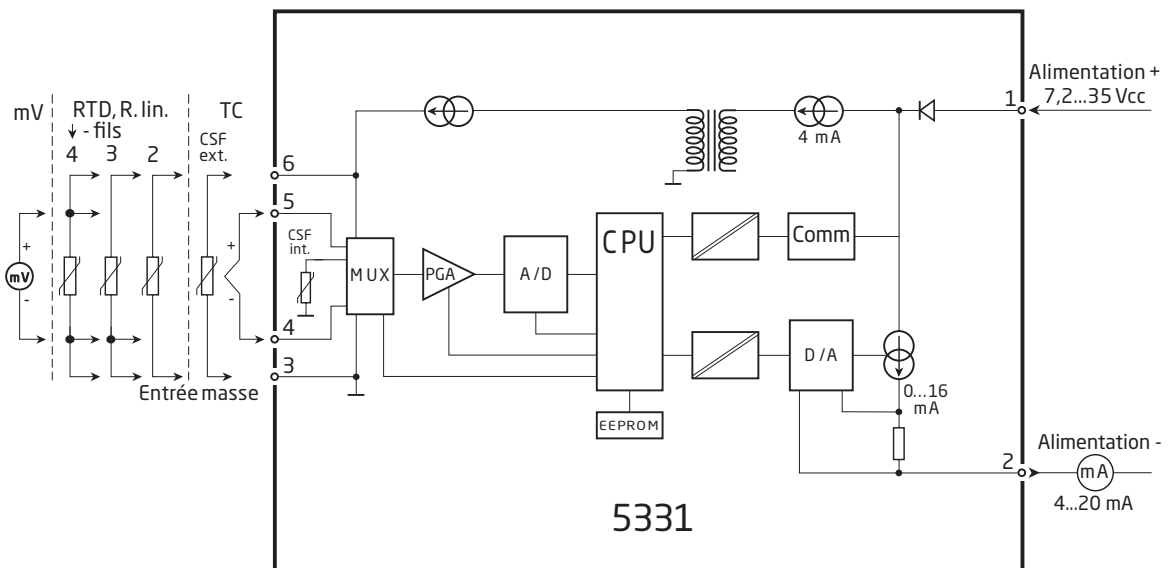 Alimentation +
7,2...35 Vcc
1
4 mA
mV
RTD, R. lin.
- fils
4 3 2
TC
CSF
ext.
6
5
CSF
int.
4
3
+
mV
-
+
-
Entrée masse
MUX
PGA
A/D
CPU
Comm
D/A
EEPROM
0...16
mA
2
Alimentation -
mA
4...20 mA
5331